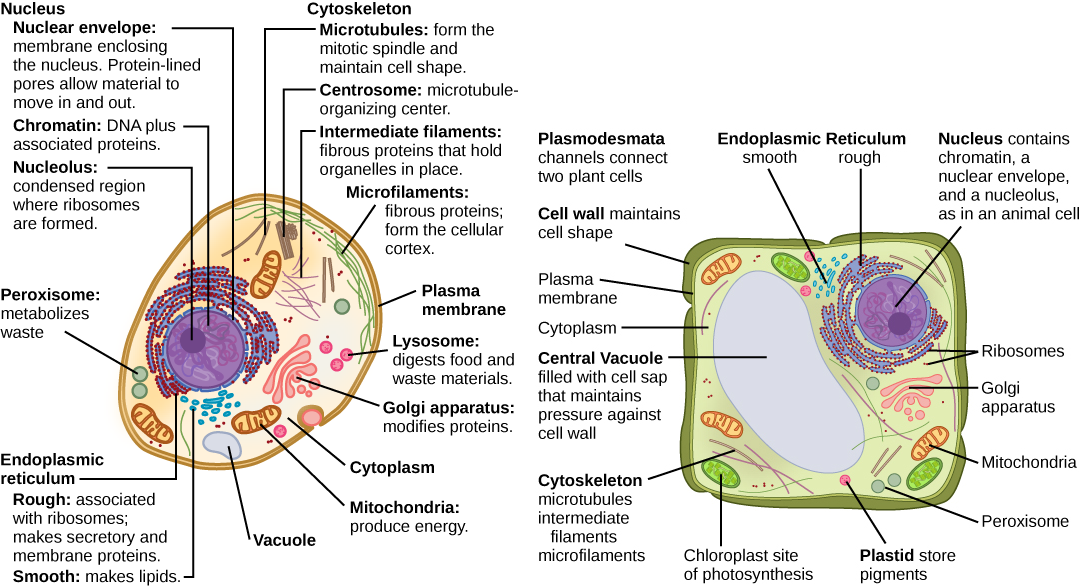 Nucleus
Nuclear envelope:
membrane enclosing
the nucleus. Protein-lined
pores allow material to
move in and out.
Chromatin: DNA plus
associated proteins.
Nucleolus:
condensed region
where ribosomes
are formed.
Peroxisome:
metabolizes
waste
Endoplasmic
reticulum
Rough: associated
with ribosomes;
makes secretory and
membrane proteins.
Smooth: makes lipids.
Cytoskeleton
Microtubules: form the
mitotic spindle and
maintain cell shape.
Centrosome: microtubule-
organizing center.
Intermediate filaments:
fibrous proteins that hold
organelles in place.
Microfilaments:
fibrous proteins;
form the cellular
cortex.
Plasma
membrane
Lysosome:
digests food and
waste materials.
Golgi apparatus:
modifies proteins.
Cytoplasm
Mitochondria:
produce energy.
Vacuole
Plasmodesmata
channels connect
two plant cells
Cell wall maintains
cell shape
Plasma
membrane
Cytoplasm
Central Vacuole
filled with cell sap
that maintains
pressure against
cell wall
Cytoskeleton
microtubules
intermediate
filaments
microfilaments
Endoplasmic Reticulum
smooth rough
Nucleus contains
chromatin, a
nuclear envelope,
and a nucleolus,
as in an animal cell
Ribosomes
Golgi
apparatus
Mitochondria
Peroxisome
Chloroplast site
of photosynthesis
Plastid store
pigments